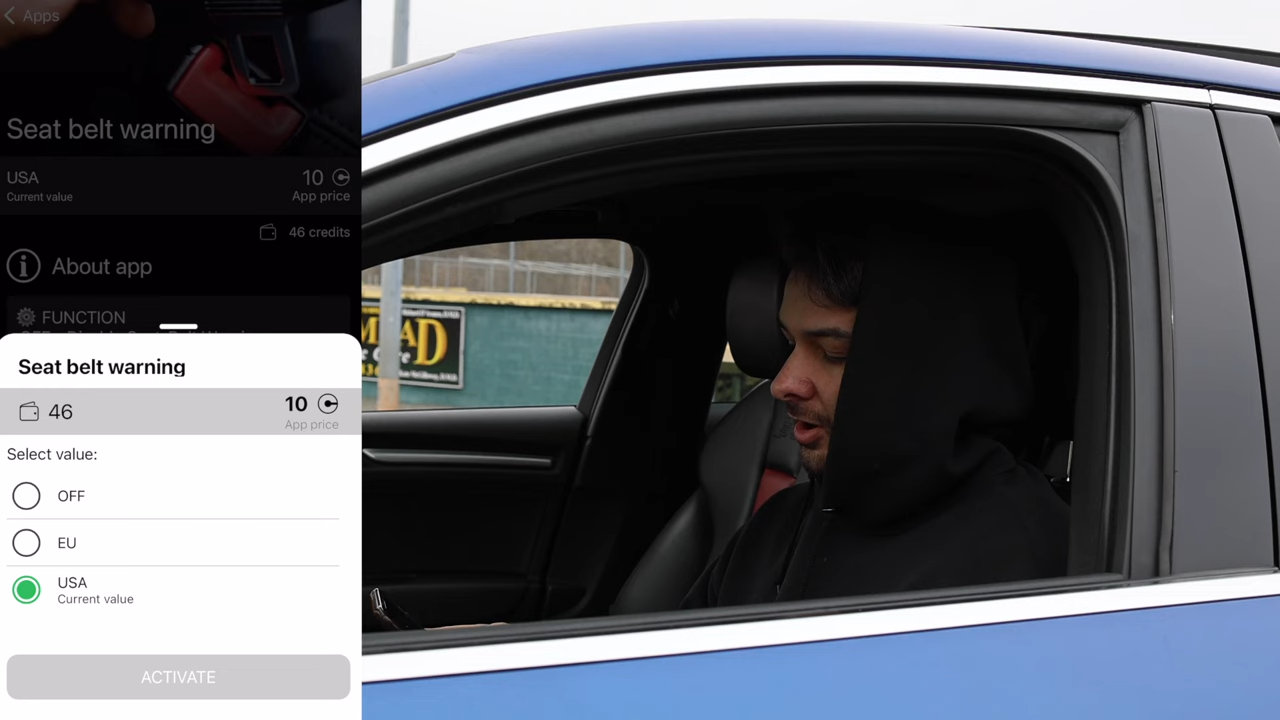 Apps
Seat belt warning
USA
Current value
10
App price
46 credits
About app
FUNCTION
Seat belt warning
46
10
App price
Select value:
OFF
EU
USA
Current value
ACTIVATE
AD